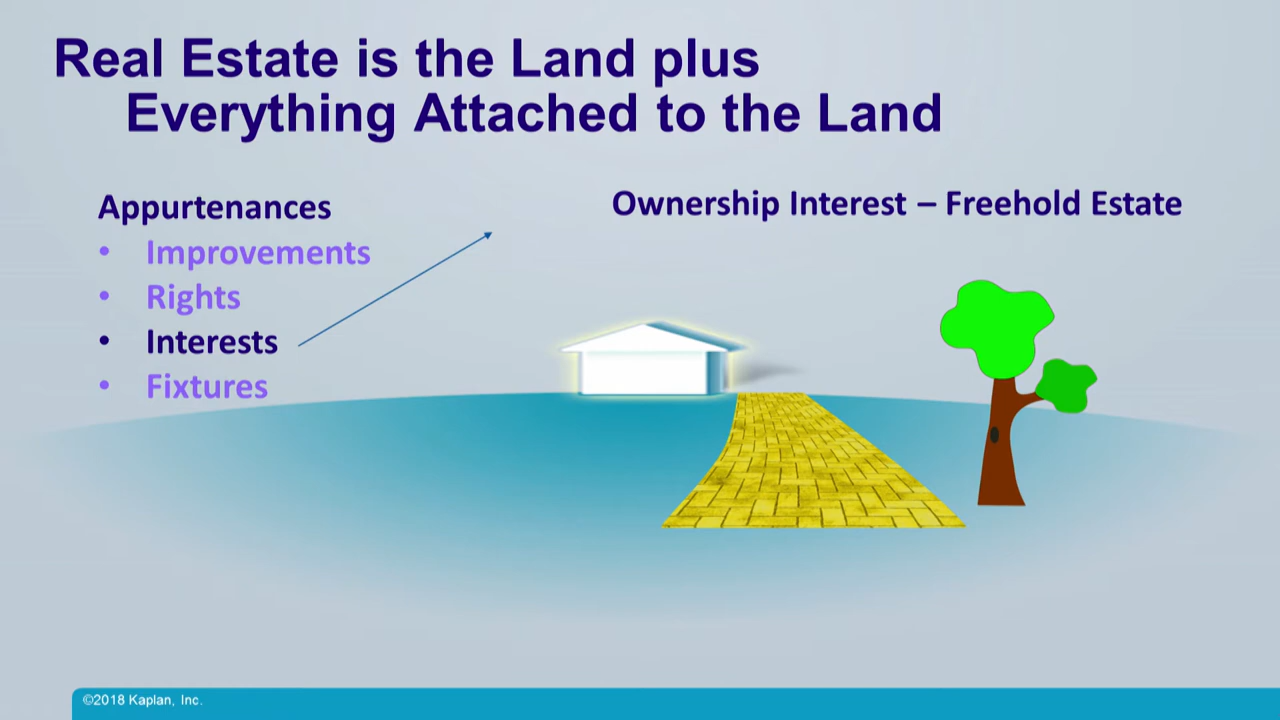 Real Estate is the Land plus
Everything Attached to the Land
Appurtenances
• Improvements
• Rights
• Interests
• Fixtures
Ownership Interest – Freehold Estate
©2018 Kaplan, Inc.